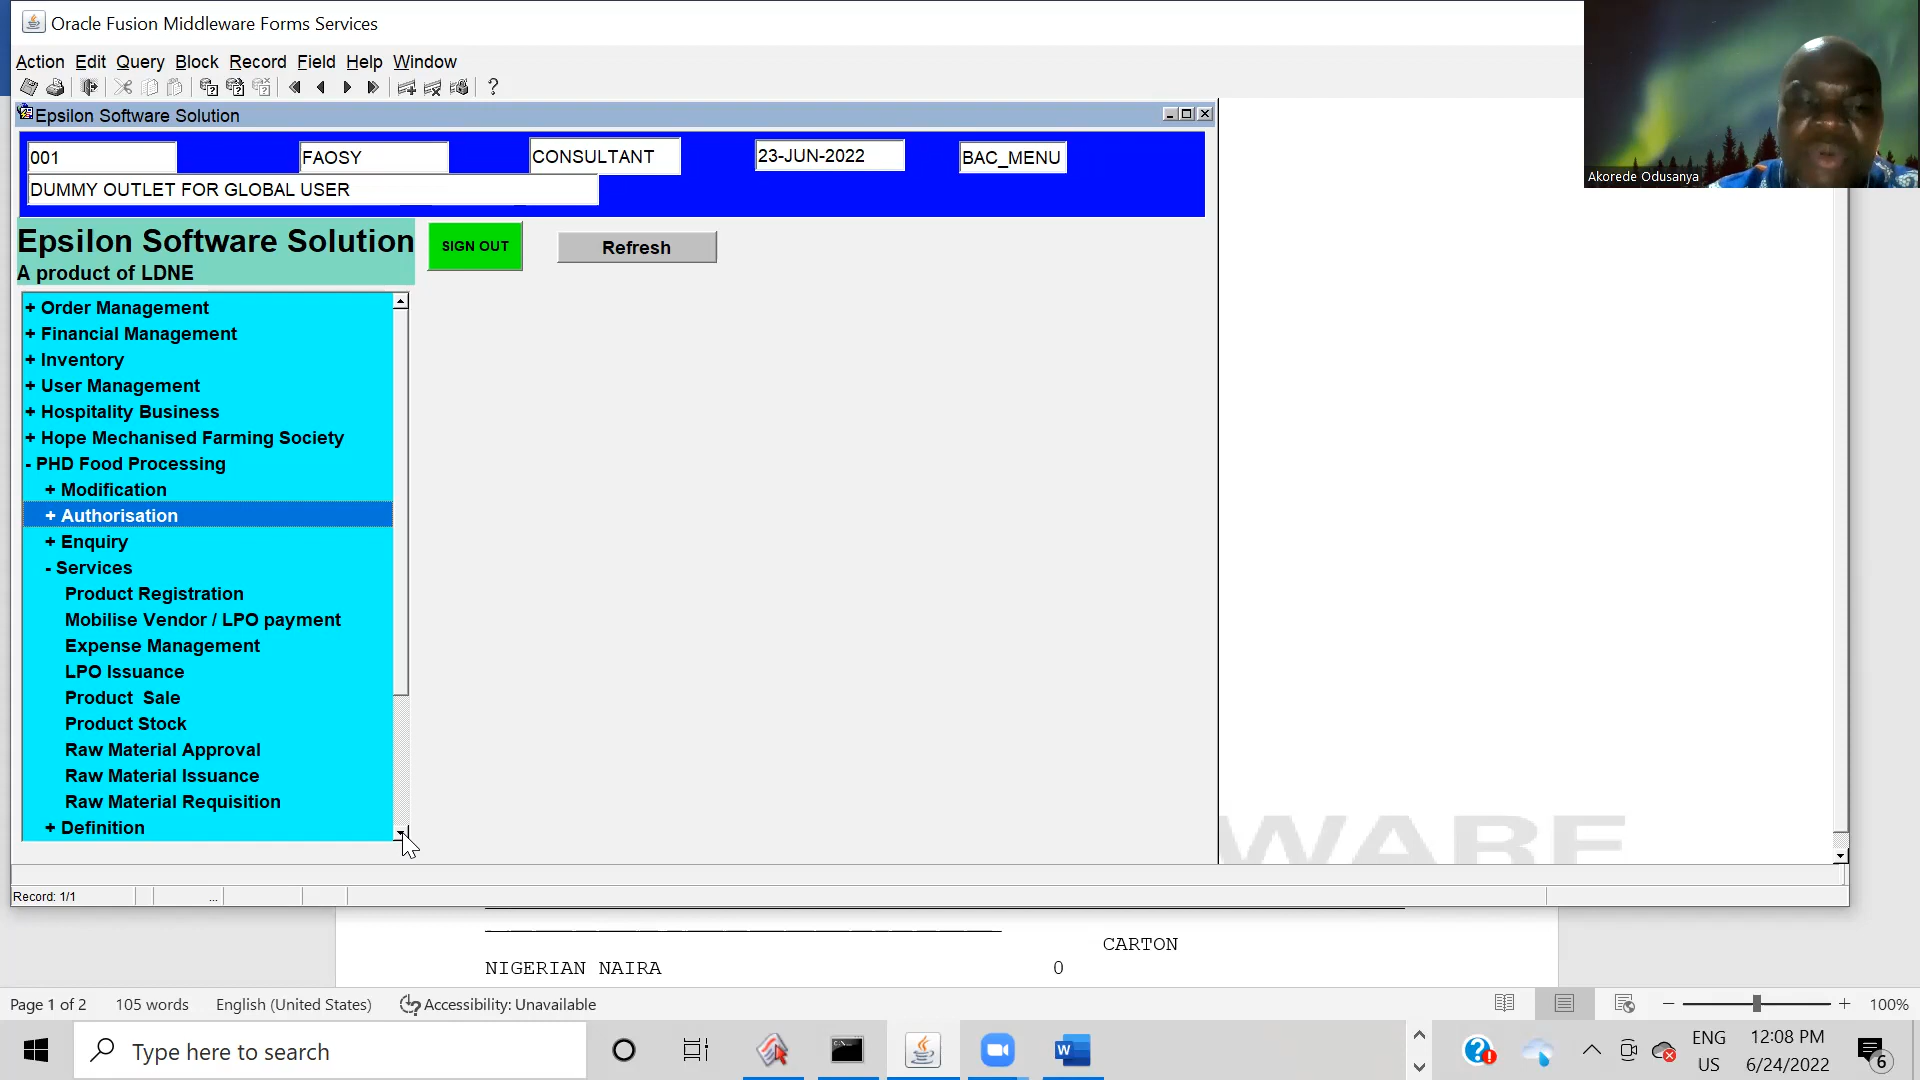 Oracle Fusion Middleware Forms Services
Action Edit Query Block Record Field Help Window
Epsilon Software Solution
001 FAOSY CONSULTANT 23-JUN-2022 BAC_MENU
DUMMY OUTLET FOR GLOBAL USER
Epsilon Software Solution
A product of LDNE
SIGN OUT
Refresh
+ Order Management
+ Financial Management
+ Inventory
+ User Management
+ Hospitality Business
+ Hope Mechanised Farming Society
- PHD Food Processing
+ Modification
+ Authorisation
+ Enquiry
- Services
Product Registration
Mobilise Vendor / LPO payment
Expense Management
LPO Issuance
Product  Sale
Product Stock
Raw Material Approval
Raw Material Issuance
Raw Material Requisition
+ Definition
Akorede Odusanya
WARE
Record: 1/1
...
CARTON
NIGERIAN NAIRA 0
Page 1 of 2 105 words English (United States) Accessibility: Unavailable 100%
Type here to search
ENG
US
12:08 PM
6/24/2022
6